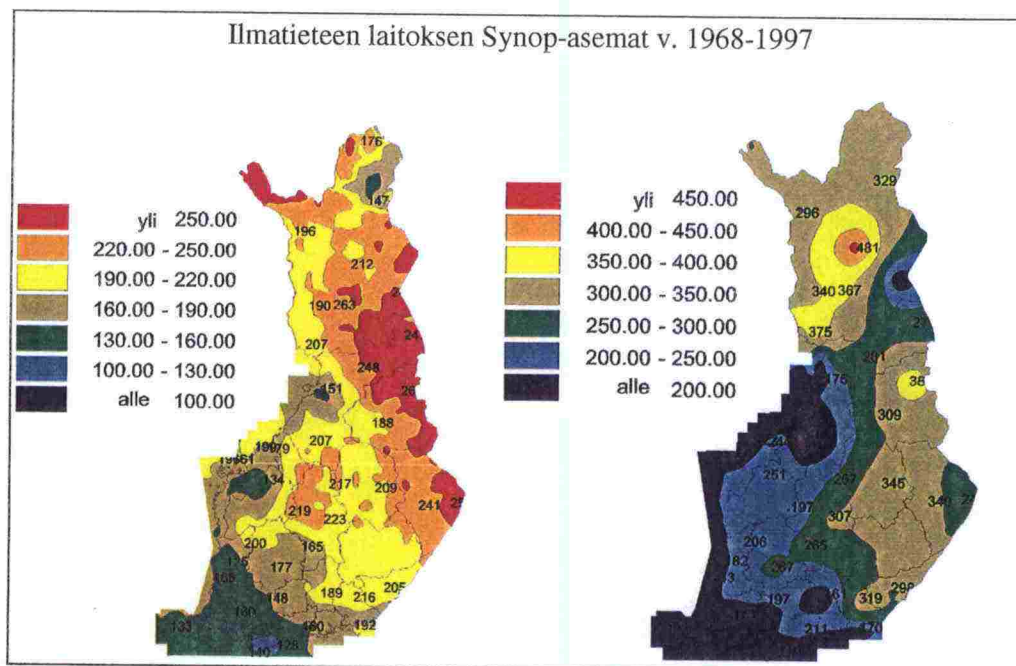 Ilmatieteen laitoksen Synop-asemat v. 1968-1997
yli 250.00
220.00 - 250.00
190.00 - 220.00
160.00 - 190.00
130.00 - 160.00
100.00 - 130.00
alle 100.00
176
147
196
212
190 263
207
248
151
188
207
134
217
209
219
223
241
200
165
177
148
189
216
205
192
133
140
128
yli 450.00
400.00 - 450.00
350.00 - 400.00
300.00 - 350.00
250.00 - 300.00
200.00 - 250.00
alle 200.00
329
296
481
340 367
375
309
251
345
197
307
206
265
319
197
211